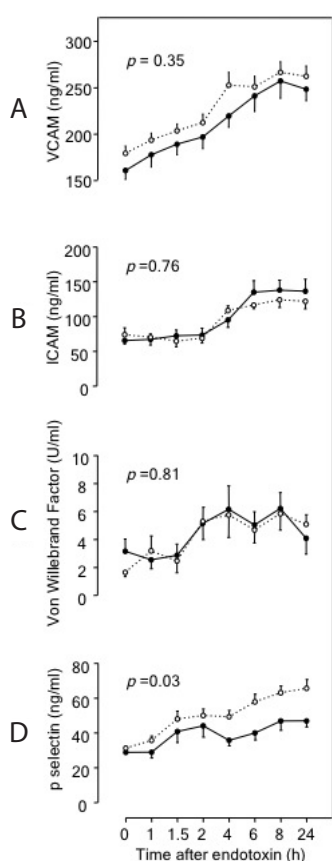 A
VCAM (ng/ml)
300
250
200
150
p = 0.35
B
ICAM (ng/ml)
200
150
100
50
0
p =0.76
C
Von Willebrand Factor (U/ml)
10
8
6
4
2
0
p =0.81
D
p selectin (ng/ml)
80
60
40
20
0
p =0.03
0 1 1.5 2 4 6 8 24
Time after endotoxin (h)